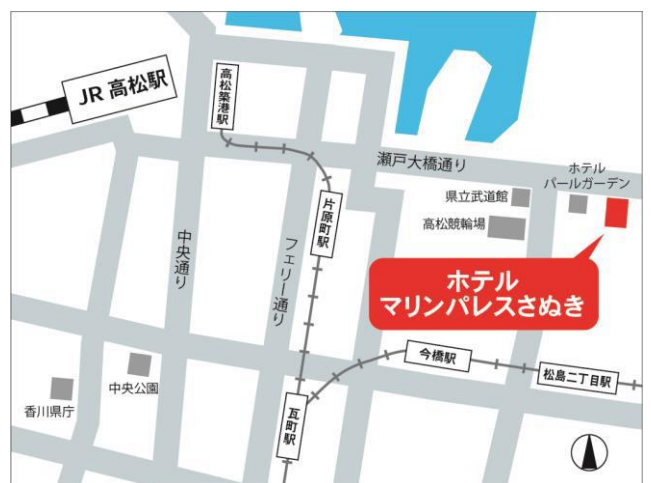 JR 高松駅
高松築港駅
瀬戸大橋通り
ホテル
パールガーデン
県立武道館
高松競輪場
片原町駅
中央通り
フェリー通り
ホテル
マリンパレスさぬき
今橋駅
松島二丁目駅
中央公園
香川県庁
瓦町駅